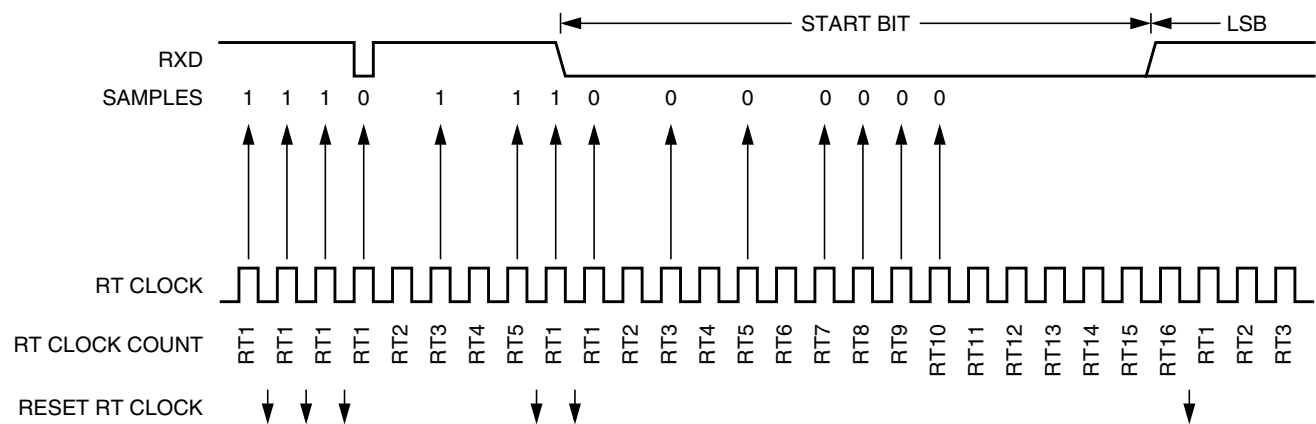 START BIT LSB
RXD
SAMPLES 1 1 1 0 1 1 1 0 0 0 0 0 0 0
RT CLOCK
RT CLOCK COUNT RT1 RT1 RT1 RT1 RT2 RT3 RT4 RT5 RT1 RT1 RT2 RT3 RT4 RT5 RT6 RT7 RT8 RT9 RT10 RT11 RT12 RT13 RT14 RT15 RT16 RT1 RT2 RT3
RESET RT CLOCK